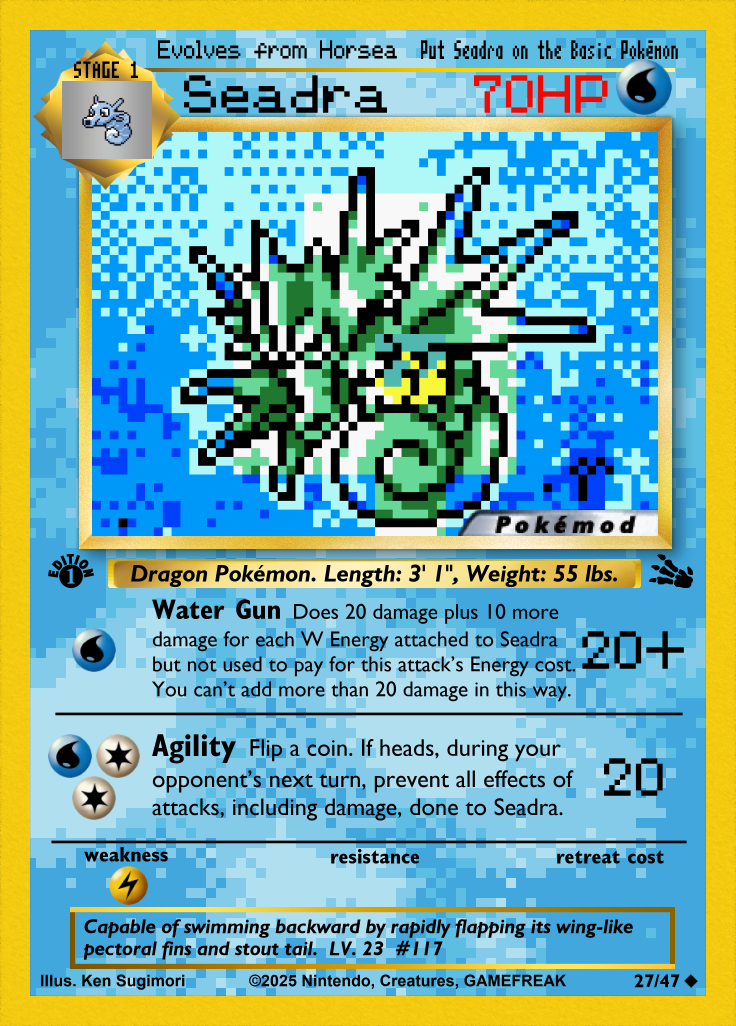 Evolves from Horsea Put Seadra on the Basic Pokémon
STAGE 1
Seadra 70HP
Pokémod
EDITION
1
Dragon Pokémon. Length: 3' 1", Weight: 55 lbs.
Water Gun Does 20 damage plus 10 more
damage for each W Energy attached to Seadra
but not used to pay for this attack's Energy cost.
You can't add more than 20 damage in this way.
20+
Agility Flip a coin. If heads, during your
opponent's next turn, prevent all effects of
attacks, including damage, done to Seadra.
20
weakness resistance retreat cost
Capable of swimming backward by rapidly flapping its wing-like
pectoral fins and stout tail. LV. 23 #117
Illus. Ken Sugimori ©2025 Nintendo, Creatures, GAMEFREAK 27/47